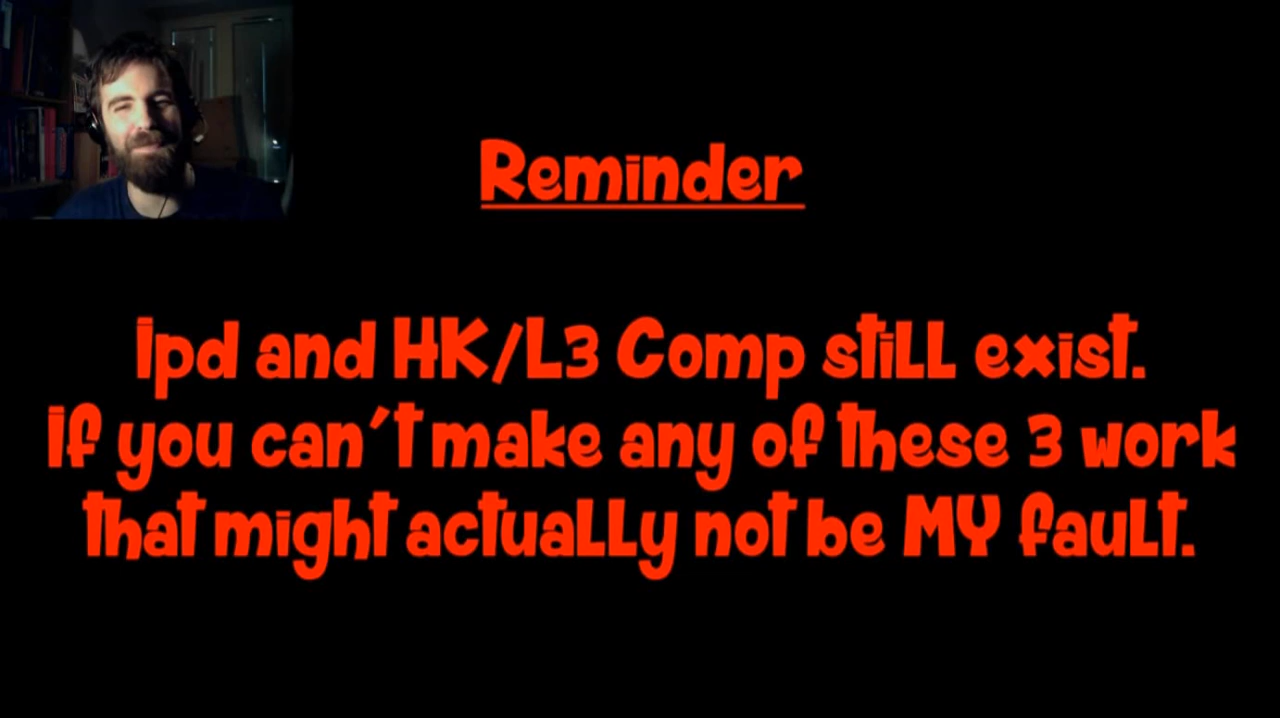 Reminder
ipd and HK/L3 Comp still exist.
if you can't make any of these 3 work
that might actually not be MY fault.